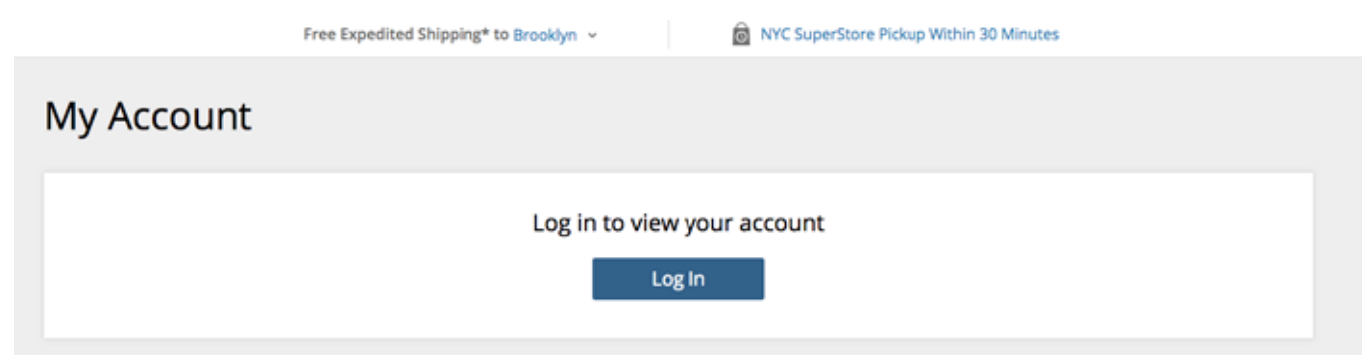 Free Expedited Shipping* to Brooklyn
NYC SuperStore Pickup Within 30 Minutes
My Account
Log in to view your account
Log In